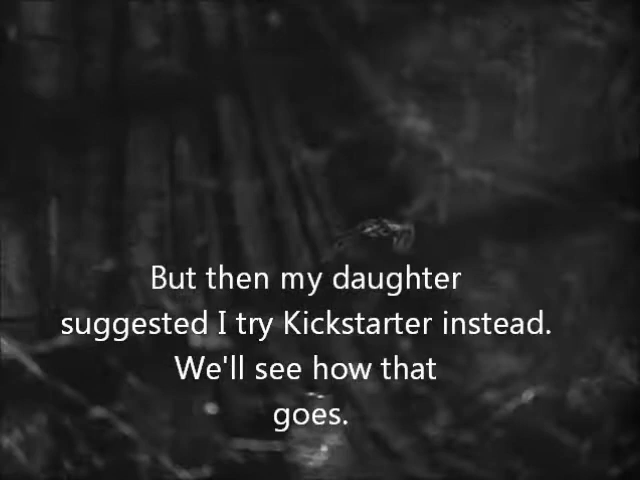 But then my daughter
suggested I try Kickstarter instead.
We'll see how that
goes.